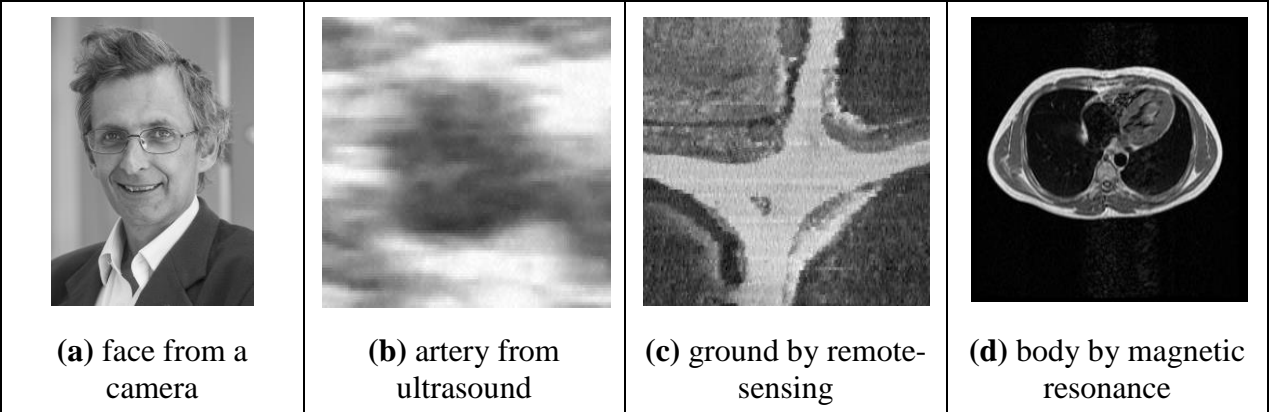 (a) face from a
camera
(b) artery from
ultrasound
(c) ground by remote-
sensing
(d) body by magnetic
resonance